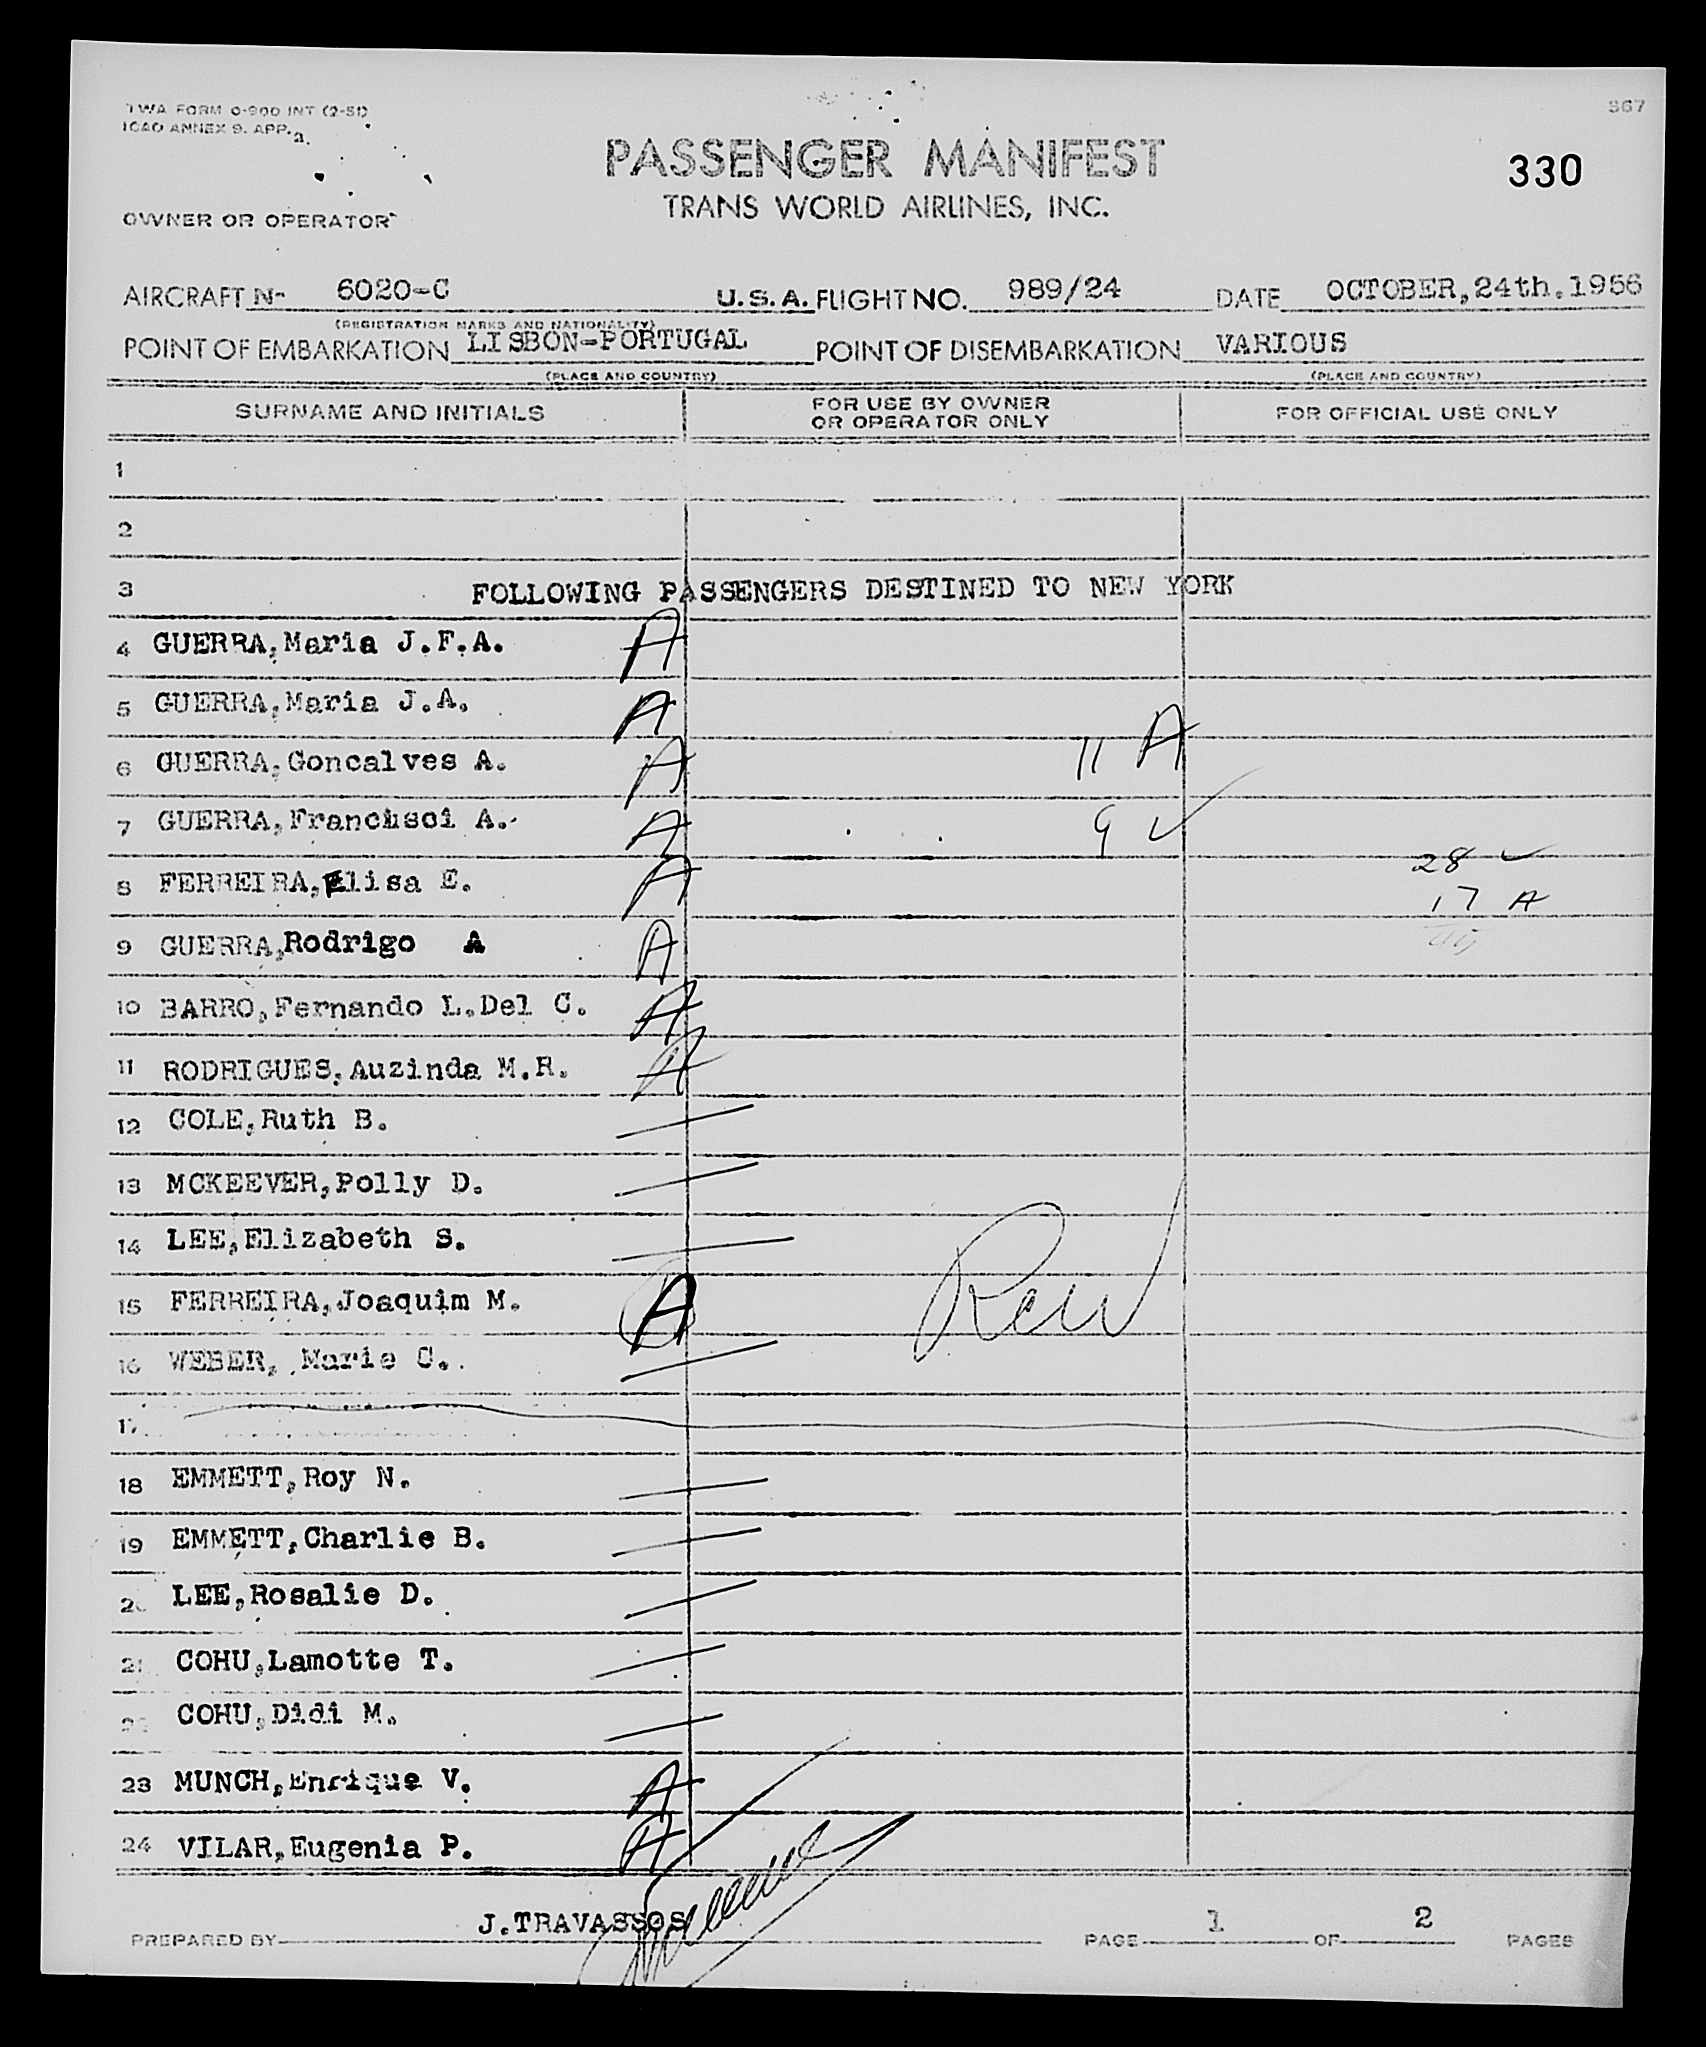 TWA FORM O-900 INT (2-51)
ICAO ANNEX 9. APP. a.
367
PASSENGER MANIFEST
330
TRANS WORLD AIRLINES, INC.
OWNER OR OPERATOR
AIRCRAFT N- 6020-C U.S.A. FLIGHT NO. 989/24 DATE OCTOBER,24th.1956
(REGISTRATION MARKS AND NATIONALITY)
POINT OF EMBARKATION LISBON-PORTUGAL POINT OF DISEMBARKATION VARIOUS
(PLACE AND COUNTRY) (PLACE AND COUNTRY)
SURNAME AND INITIALS FOR USE BY OWNER OR OPERATOR ONLY FOR OFFICIAL USE ONLY
1
2
3 FOLLOWING PASSENGERS DESTINED TO NEW YORK
4 GUERRA,Maria J.F.A. A
5 GUERRA,Maria J.A. A
6 GUERRA,Goncalves A. A 11 A
7 GUERRA,Francisci A. A 9 ✓
28 ✓
8 FERREIRA,Elisa E. A 17 A
9 GUERRA,Rodrigo A A
10 BARRO,Fernando L.Del C. A
11 RODRIGUES,Auzinda M.R. A
12 COLE,Ruth B.
13 MCKEEVER,Polly D.
14 LEE,Elizabeth S.
15 FERREIRA,Joaquim M. A
16 WEBER, Marie C.
17
18 EMMETT,Roy N.
19 EMMETT,Charlie B.
20 LEE,Rosalie D.
21 COHU,Lamotte T.
22 COHU,Didi M.
23 MUNCH,Enrique V. A
24 VILAR,Eugenia P. A
PREPARED BY J.TRAVASSOS PAGE 1 OF 2 PAGES